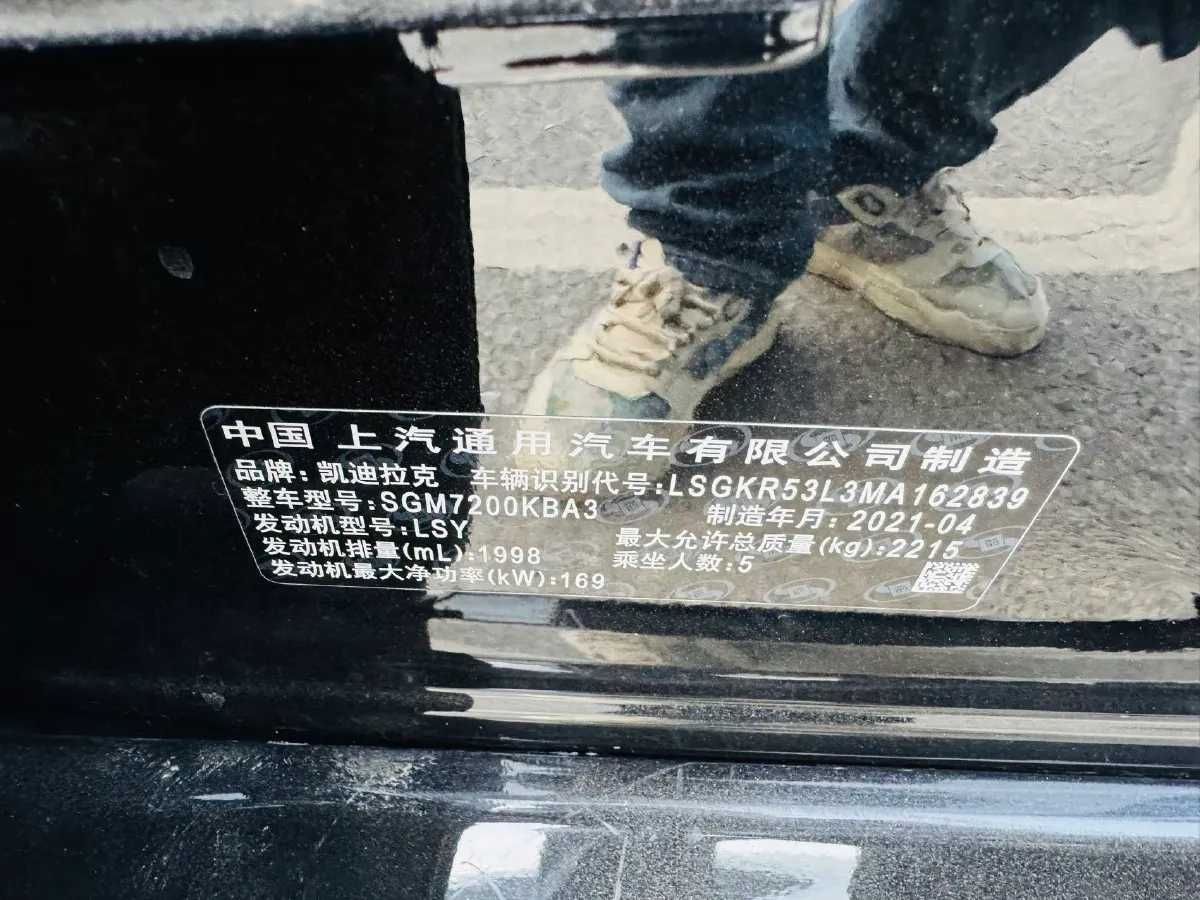 中国 上汽通用汽车有限公司制造
品牌:凯迪拉克 车辆识别代号:LSGKR53L3MA162839
整车型号:SGM7200KBA3 制造年月:2021-04
发动机型号:LSY 最大允许总质量(kg):2215
发动机排量(mL):1998 乘坐人数:5
发动机最大净功率(kW):169